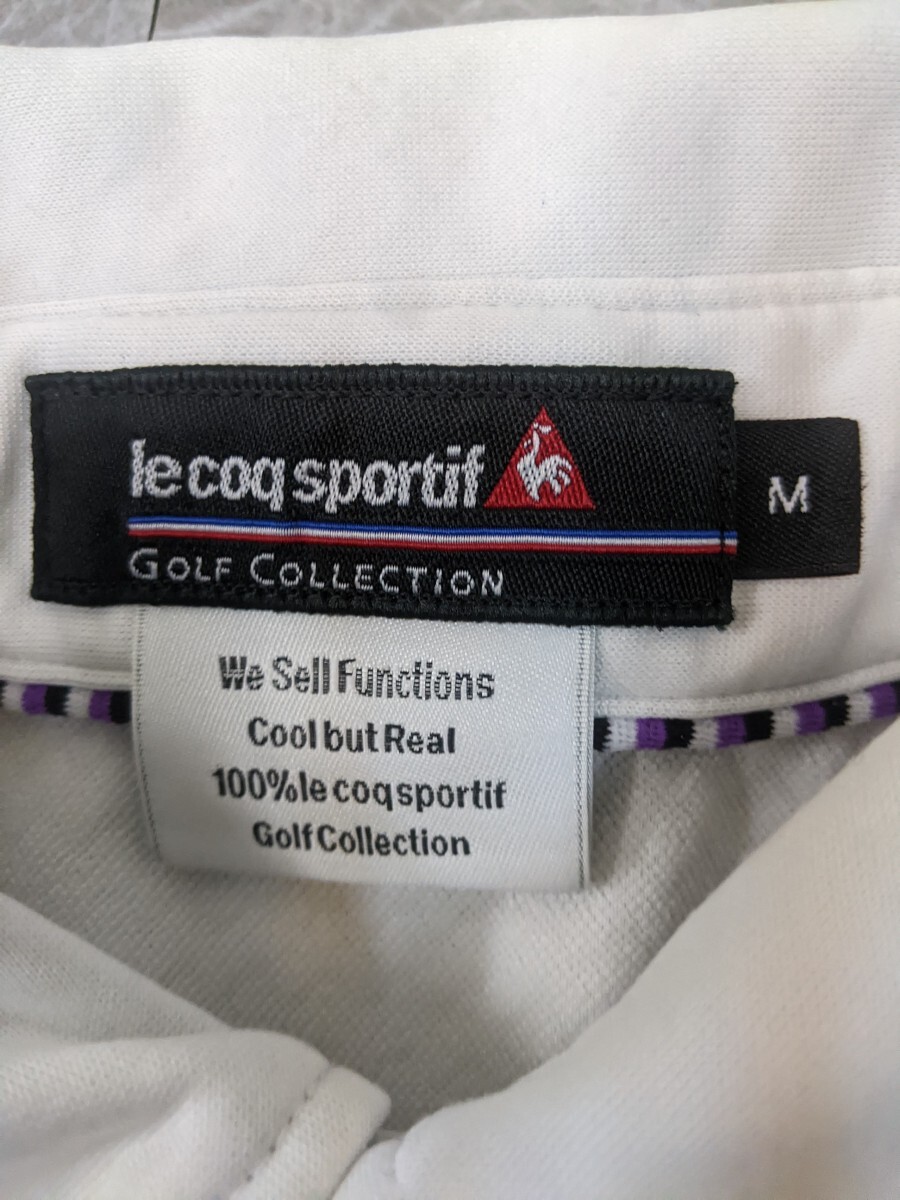 le coq sportif
GOLF COLLECTION
M
We Sell Functions
Cool but Real
100% le coq sportif
Golf Collection